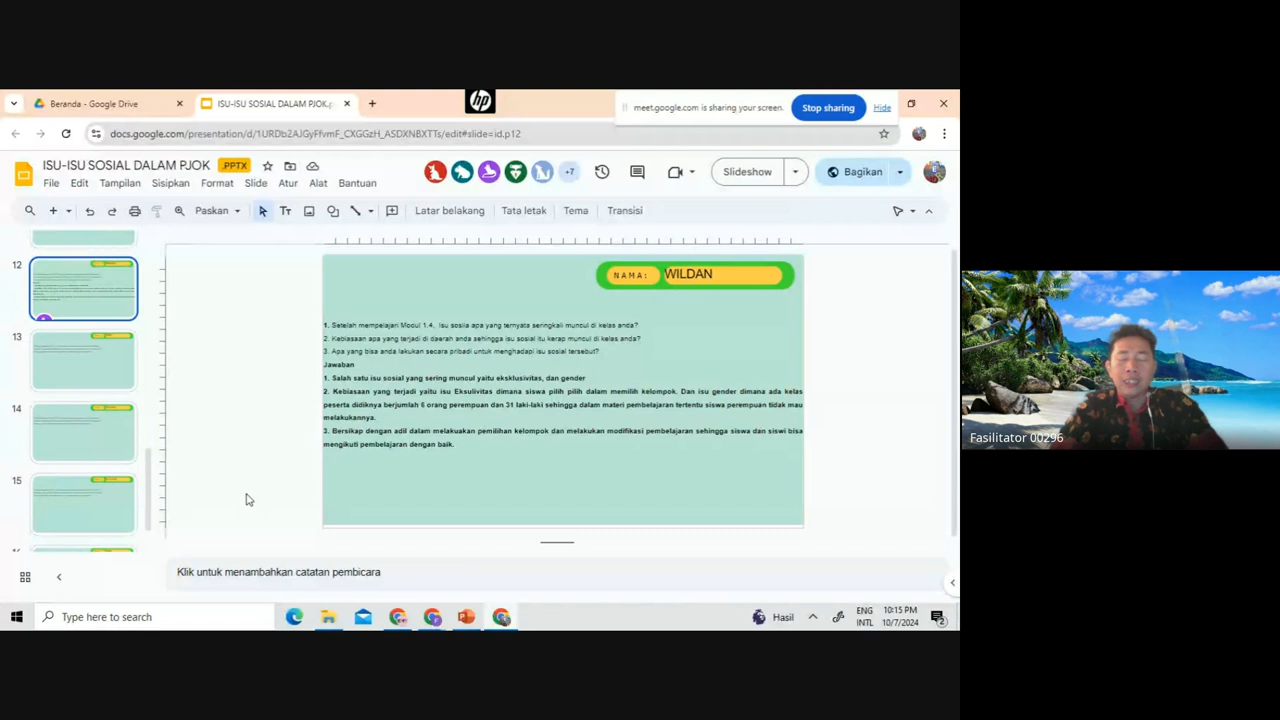 Beranda - Google Drive
ISU-ISU SOSIAL DALAM PJOK.p
hp
meet.google.com is sharing your screen.
Stop sharing
Hide
docs.google.com/presentation/d/1URDb2AJGyFfvmF_CXGGzH_ASDXNBXTTs/edit#slide=id.p12
ISU-ISU SOSIAL DALAM PJOK
.PPTX
+7
Slideshow
Bagikan
File Edit Tampilan Sisipkan Format Slide Atur Alat Bantuan
Paskan
Tt
Latar belakang
Tata letak
Tema
Transisi
12
13
14
15
NAMA:
WILDAN
1. Setelah mempelajari Modul 1.4, Isu sosila apa yang ternyata seringkali muncul di kelas anda?
2. Kebiasaan apa yang terjadi di daerah anda sehingga isu sosial itu kerap muncul di kelas anda?
3. Apa yang bisa anda lakukan secara pribadi untuk menghadapi isu sosial tersebut?
Jawaban
1. Salah satu isu sosial yang sering muncul yaitu eksklusivitas, dan gender
2. Kebiasaan yang terjadi yaitu isu Eksulivitas dimana siswa pilih pilih dalam memilih kelompok. Dan isu gender dimana ada kelas
peserta didiknya berjumlah 6 orang perempuan dan 31 laki-laki sehingga dalam materi pembelajaran tertentu siswa perempuan tidak mau
melakukannya.
3. Bersikap dengan adil dalam melakuakan pemilihan kelompok dan melakukan modifikasi pembelajaran sehingga siswa dan siswi bisa
mengikuti pembelajaran dengan baik.
Klik untuk menambahkan catatan pembicara
Type here to search
Hasil
ENG
INTL
10:15 PM
10/7/2024
2
Fasilitator 00296